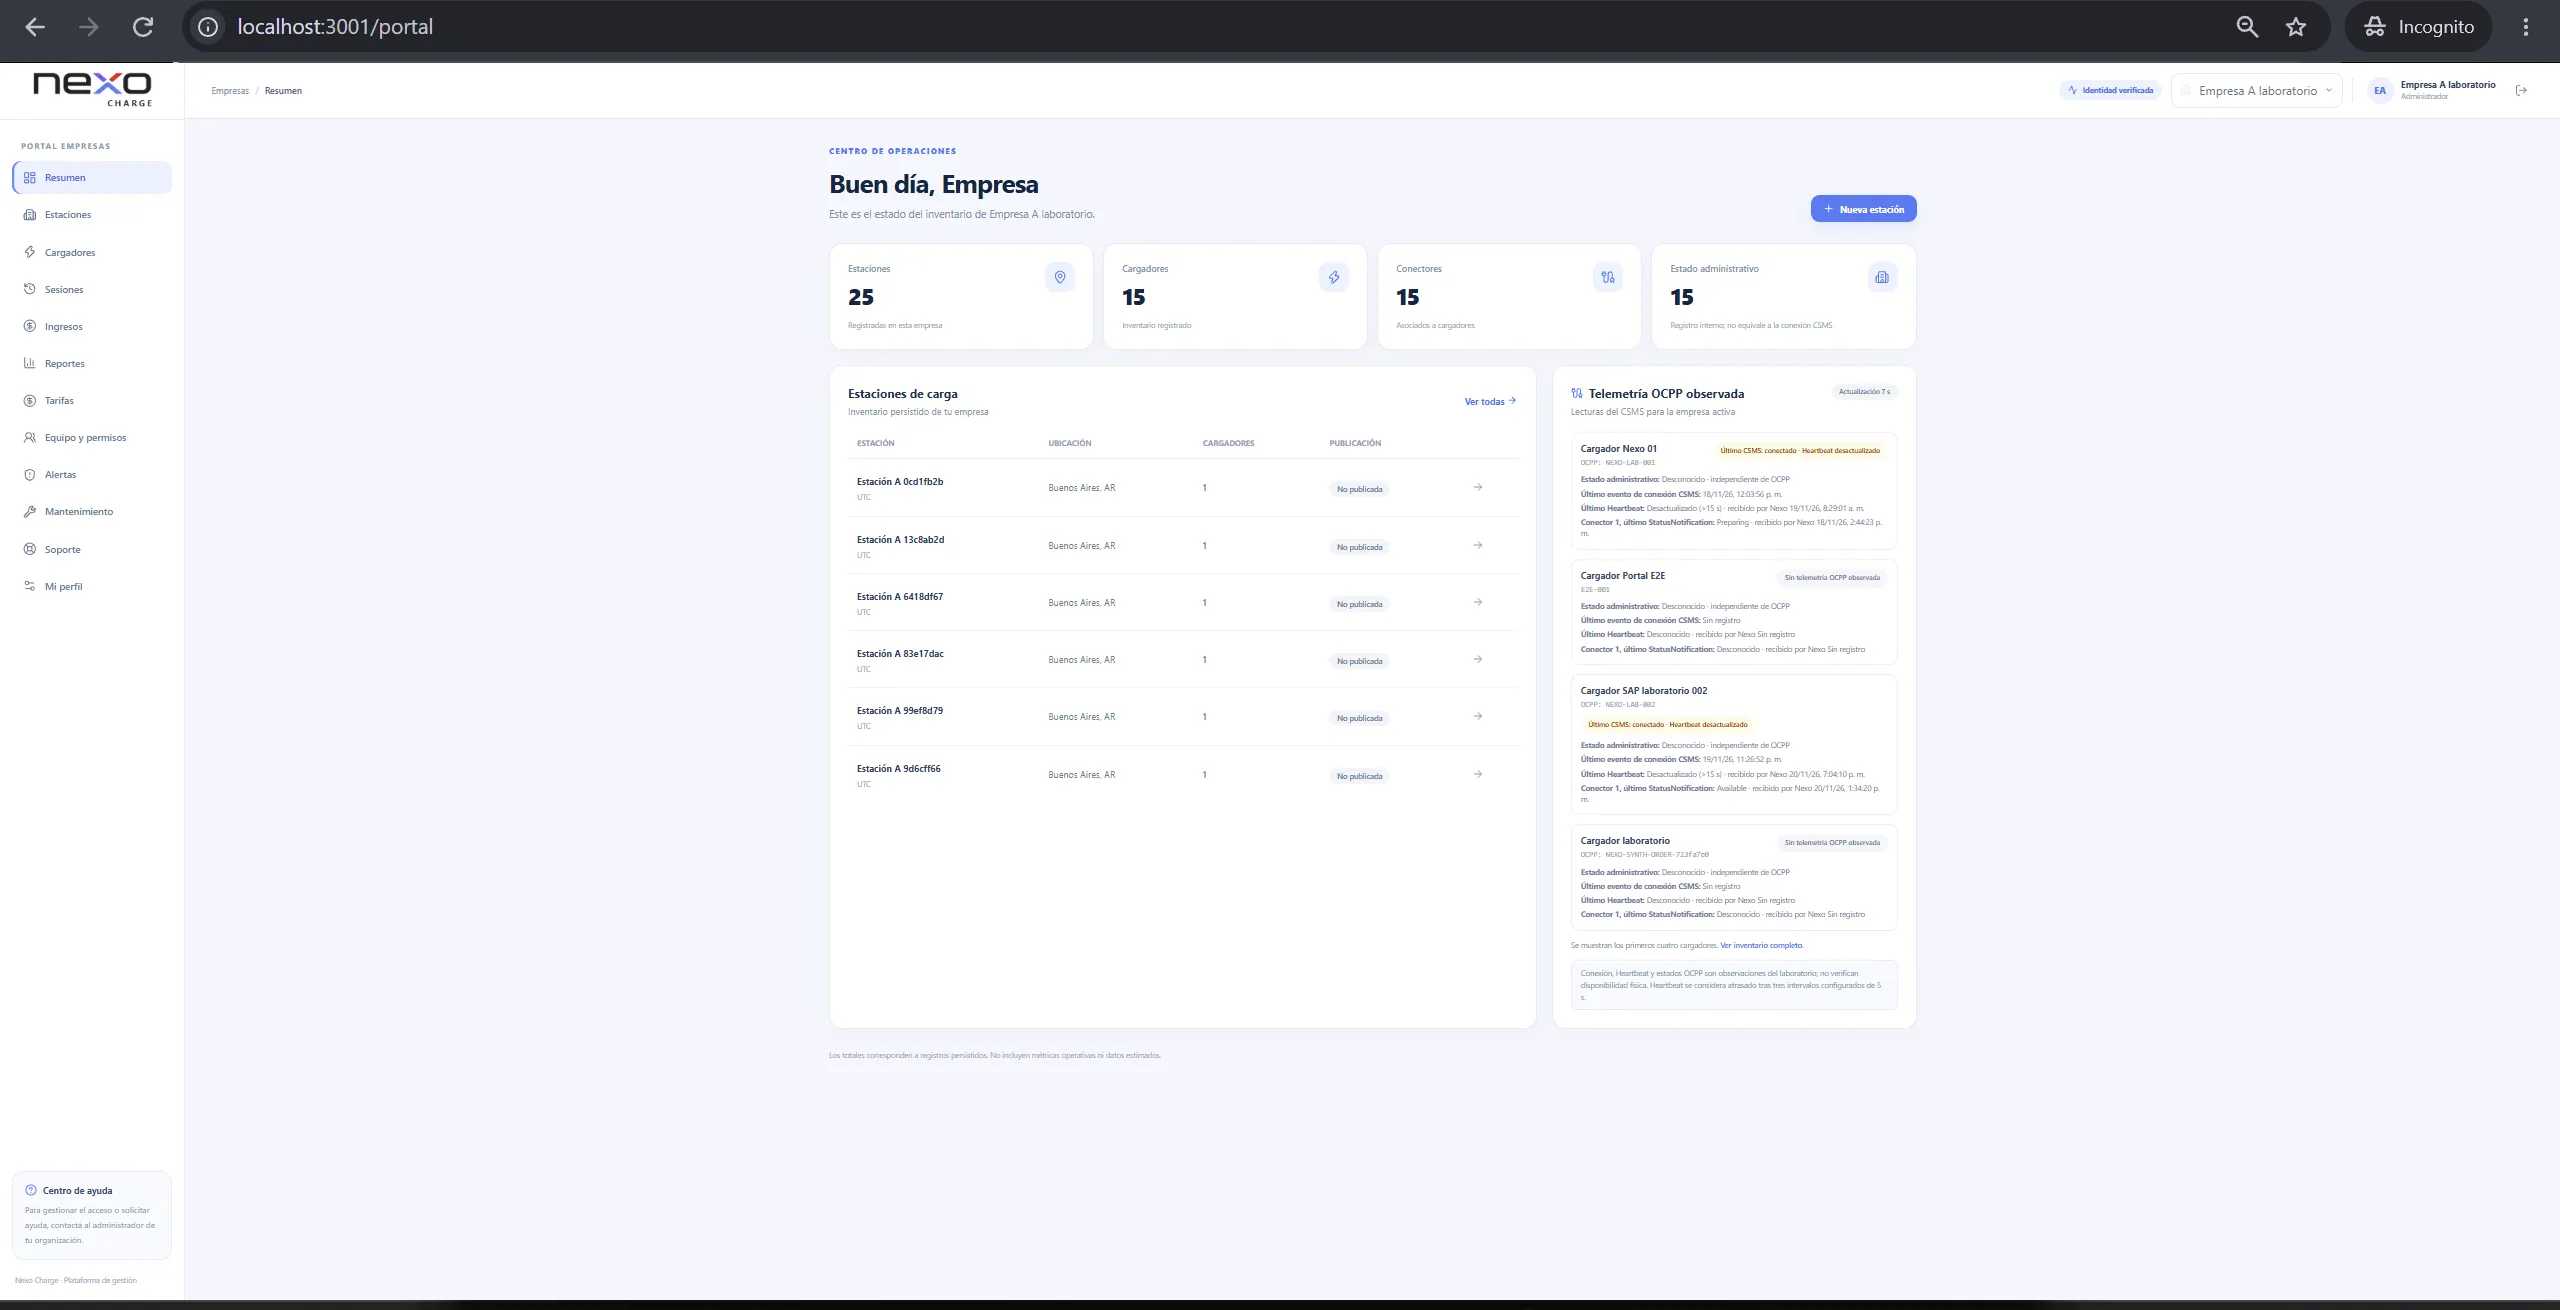 localhost:3001/portal
Incognito
nexo
CHARGE
Empresas / Resumen
Identidad verificada
Empresa A laboratorio
EA
Empresa A laboratorio
Administrador
PORTAL EMPRESAS
Resumen
Estaciones
Cargadores
Sesiones
Ingresos
Reportes
Tarifas
Equipo y permisos
Alertas
Mantenimiento
Soporte
Mi perfil
Centro de ayuda
Para gestionar el acceso o solicitar
ayuda, contactá al administrador de
tu organización.
Nexo Charge · Plataforma de gestión
CENTRO DE OPERACIONES
Buen día, Empresa
Este es el estado del inventario de Empresa A laboratorio.
+ Nueva estación
Estaciones
25
Registradas en esta empresa
Cargadores
15
Inventario registrado
Conectores
15
Asociados a cargadores
Estado administrativo
15
Registro interno; no equivale a la conexión CSMS
Estaciones de carga
Inventario persistido de tu empresa
Ver todas →
ESTACIÓN UBICACIÓN CARGADORES PUBLICACIÓN
Estación A 0cd1fb2b Buenos Aires, AR 1 No publicada →
UTC
Estación A 13c8ab2d Buenos Aires, AR 1 No publicada →
UTC
Estación A 6418df67 Buenos Aires, AR 1 No publicada →
UTC
Estación A 83e17dac Buenos Aires, AR 1 No publicada →
UTC
Estación A 99ef8d79 Buenos Aires, AR 1 No publicada →
UTC
Estación A 9d6cff66 Buenos Aires, AR 1 No publicada →
UTC
Telemetría OCPP observada
Actualización 7 s
Lecturas del CSMS para la empresa activa
Cargador Nexo 01
Último CSMS: conectado · Heartbeat desactualizado
OCPP: NEXO-LAB-001
Estado administrativo: Desconocido · independiente de OCPP
Último evento de conexión CSMS: 18/11/26, 12:03:56 p. m.
Último Heartbeat: Desactualizado (>15 s) · recibido por Nexo 19/11/26, 8:29:01 a. m.
Conector 1, último StatusNotification: Preparing · recibido por Nexo 18/11/26, 2:44:23 p.
m.
Cargador Portal E2E
Sin telemetría OCPP observada
E2E-001
Estado administrativo: Desconocido · independiente de OCPP
Último evento de conexión CSMS: Sin registro
Último Heartbeat: Desconocido · recibido por Nexo Sin registro
Conector 1, último StatusNotification: Desconocido · recibido por Nexo Sin registro
Cargador SAP laboratorio 002
OCPP: NEXO-LAB-002
Último CSMS: conectado · Heartbeat desactualizado
Estado administrativo: Desconocido · independiente de OCPP
Último evento de conexión CSMS: 19/11/26, 11:26:52 p. m.
Último Heartbeat: Desactualizado (>15 s) · recibido por Nexo 20/11/26, 7:04:10 p. m.
Conector 1, último StatusNotification: Available · recibido por Nexo 20/11/26, 1:34:20 p.
m.
Cargador laboratorio
Sin telemetría OCPP observada
OCPP: NEXO-SYNTH-ORDER-723fa7e0
Estado administrativo: Desconocido · independiente de OCPP
Último evento de conexión CSMS: Sin registro
Último Heartbeat: Desconocido · recibido por Nexo Sin registro
Conector 1, último StatusNotification: Desconocido · recibido por Nexo Sin registro
Se muestran los primeros cuatro cargadores. Ver inventario completo.
Conexión, Heartbeat y estados OCPP son observaciones del laboratorio; no verifican
disponibilidad física. Heartbeat se considera atrasado tras tres intervalos configurados de 5
s.
Los totales corresponden a registros persistidos. No incluyen métricas operativas ni datos estimados.